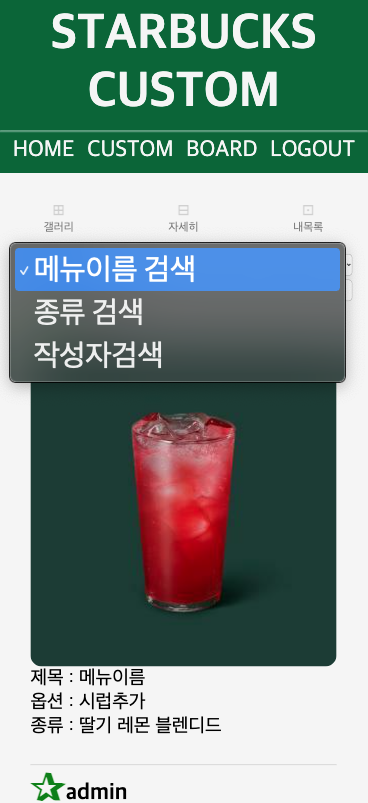 STARBUCKS
CUSTOM
HOME CUSTOM BOARD LOGOUT
갤러리 자세히 내목록
✓ 메뉴이름 검색
종류 검색
작성자검색
제목 : 메뉴이름
옵션 : 시럽추가
종류 : 딸기 레몬 블렌디드
admin